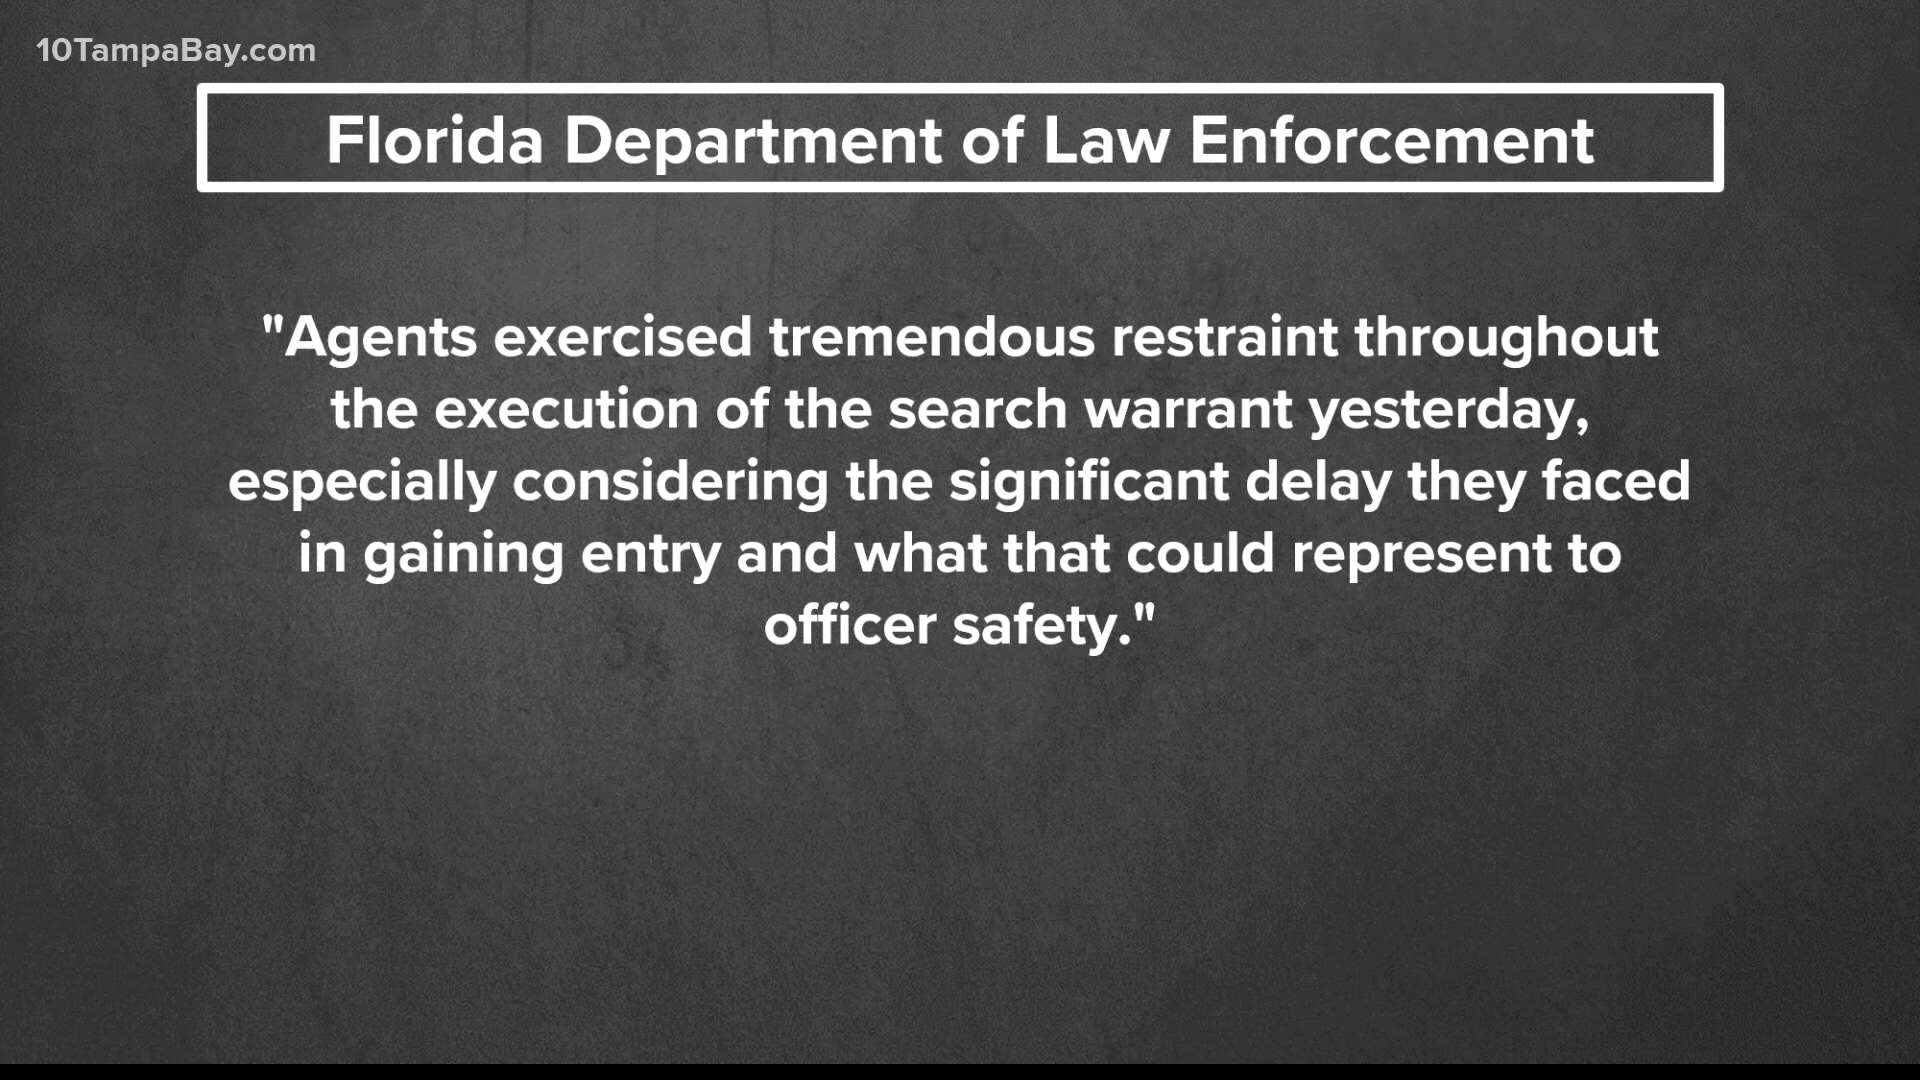 10TampaBay.com
Florida Department of Law Enforcement
"Agents exercised tremendous restraint throughout
the execution of the search warrant yesterday,
especially considering the significant delay they faced
in gaining entry and what that could represent to
officer safety."